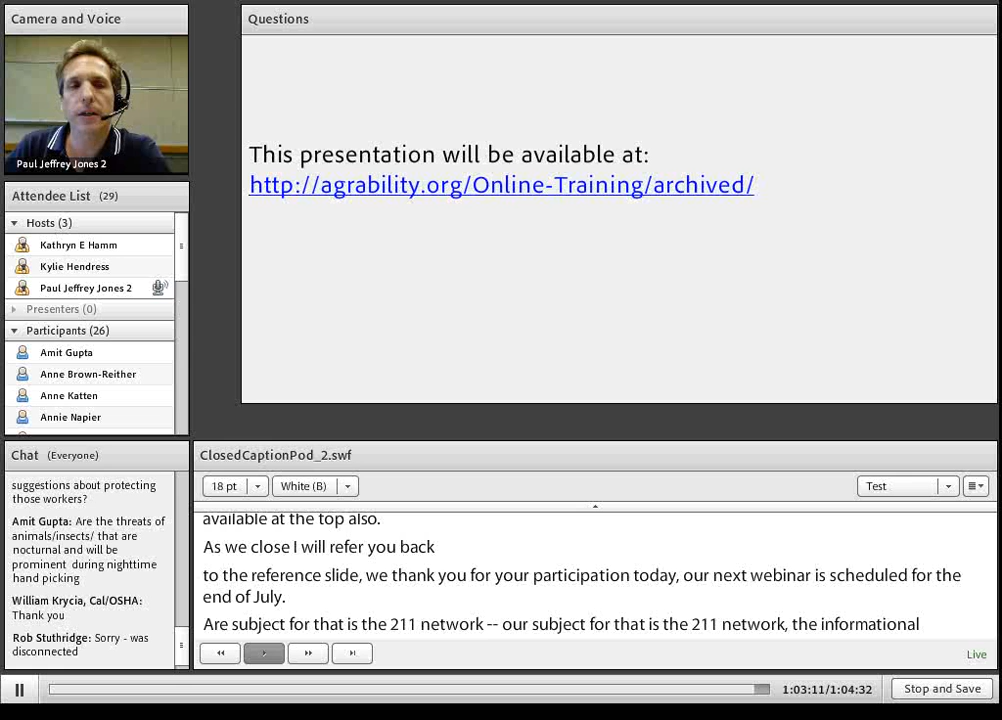 Camera and Voice
Paul Jeffrey Jones 2
Attendee List (29)
Hosts (3)
Kathryn E Hamm
Kylie Hendress
Paul Jeffrey Jones 2
Presenters (0)
Participants (26)
Amit Gupta
Anne Brown-Reither
Anne Katten
Annie Napier
Chat (Everyone)
suggestions about protecting
those workers?
Amit Gupta: Are the threats of
animals/insects/ that are
nocturnal and will be
prominent during nighttime
hand picking
William Krycia, Cal/OSHA:
Thank you
Rob Stuthridge: Sorry - was
disconnected
Questions
This presentation will be available at:
http://agrability.org/Online-Training/archived/
ClosedCaptionPod_2.swf
18 pt
White (B)
Test
available at the top also.
As we close I will refer you back
to the reference slide, we thank you for your participation today, our next webinar is scheduled for the
end of July.
Are subject for that is the 211 network -- our subject for that is the 211 network, the informational
Live
1:03:11/1:04:32
Stop and Save